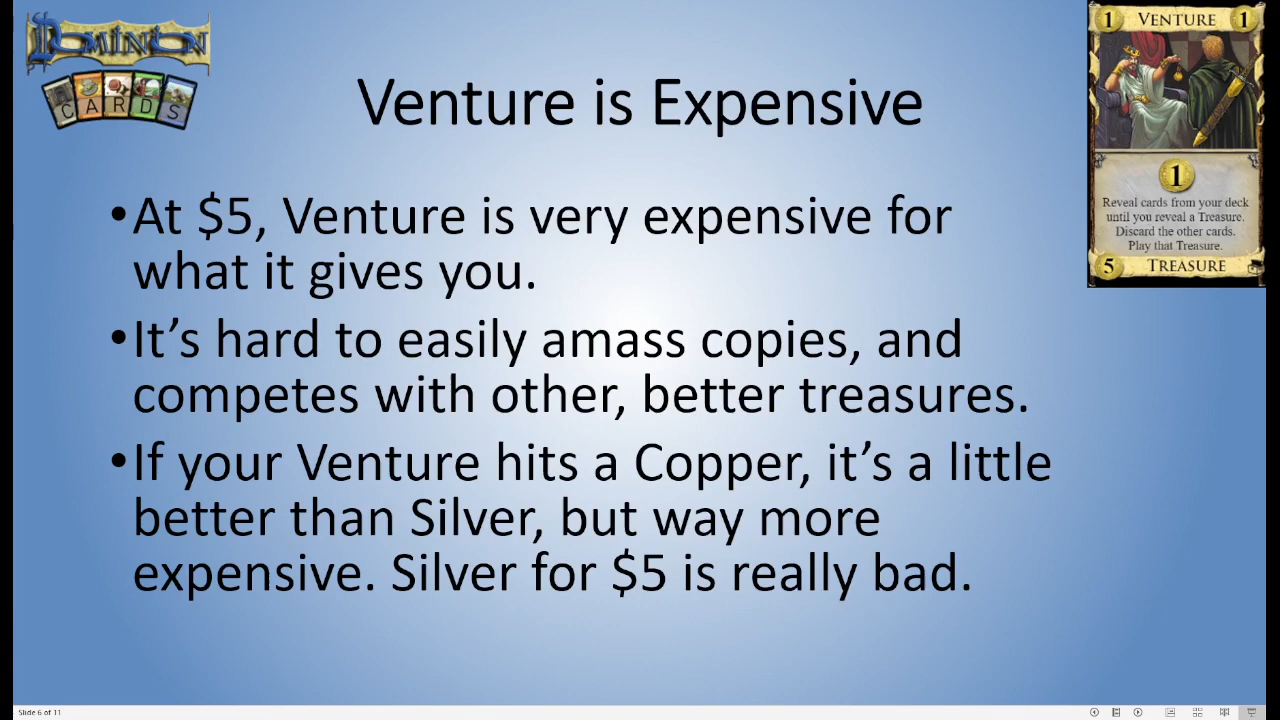 DOMINION
CARDS
1 VENTURE 1
Venture is Expensive
1
Reveal cards from your deck
until you reveal a Treasure.
Discard the other cards.
Play that Treasure.
5 TREASURE
•At $5, Venture is very expensive for
what it gives you.
•It’s hard to easily amass copies, and
competes with other, better treasures.
•If your Venture hits a Copper, it’s a little
better than Silver, but way more
expensive. Silver for $5 is really bad.
Slide 6 of 11